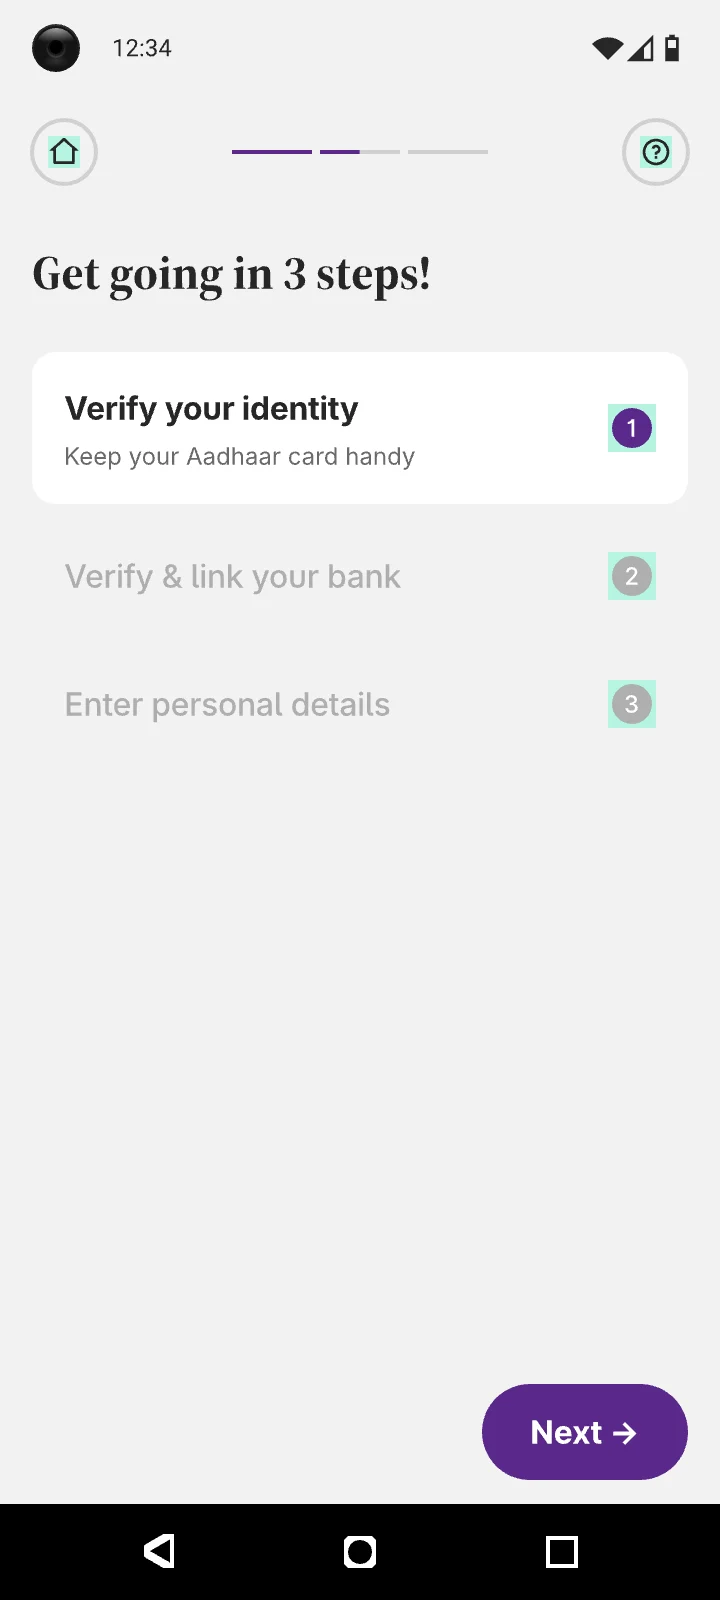 12:34
Get going in 3 steps!
Verify your identity
Keep your Aadhaar card handy
1
Verify & link your bank
2
Enter personal details
3
Next →